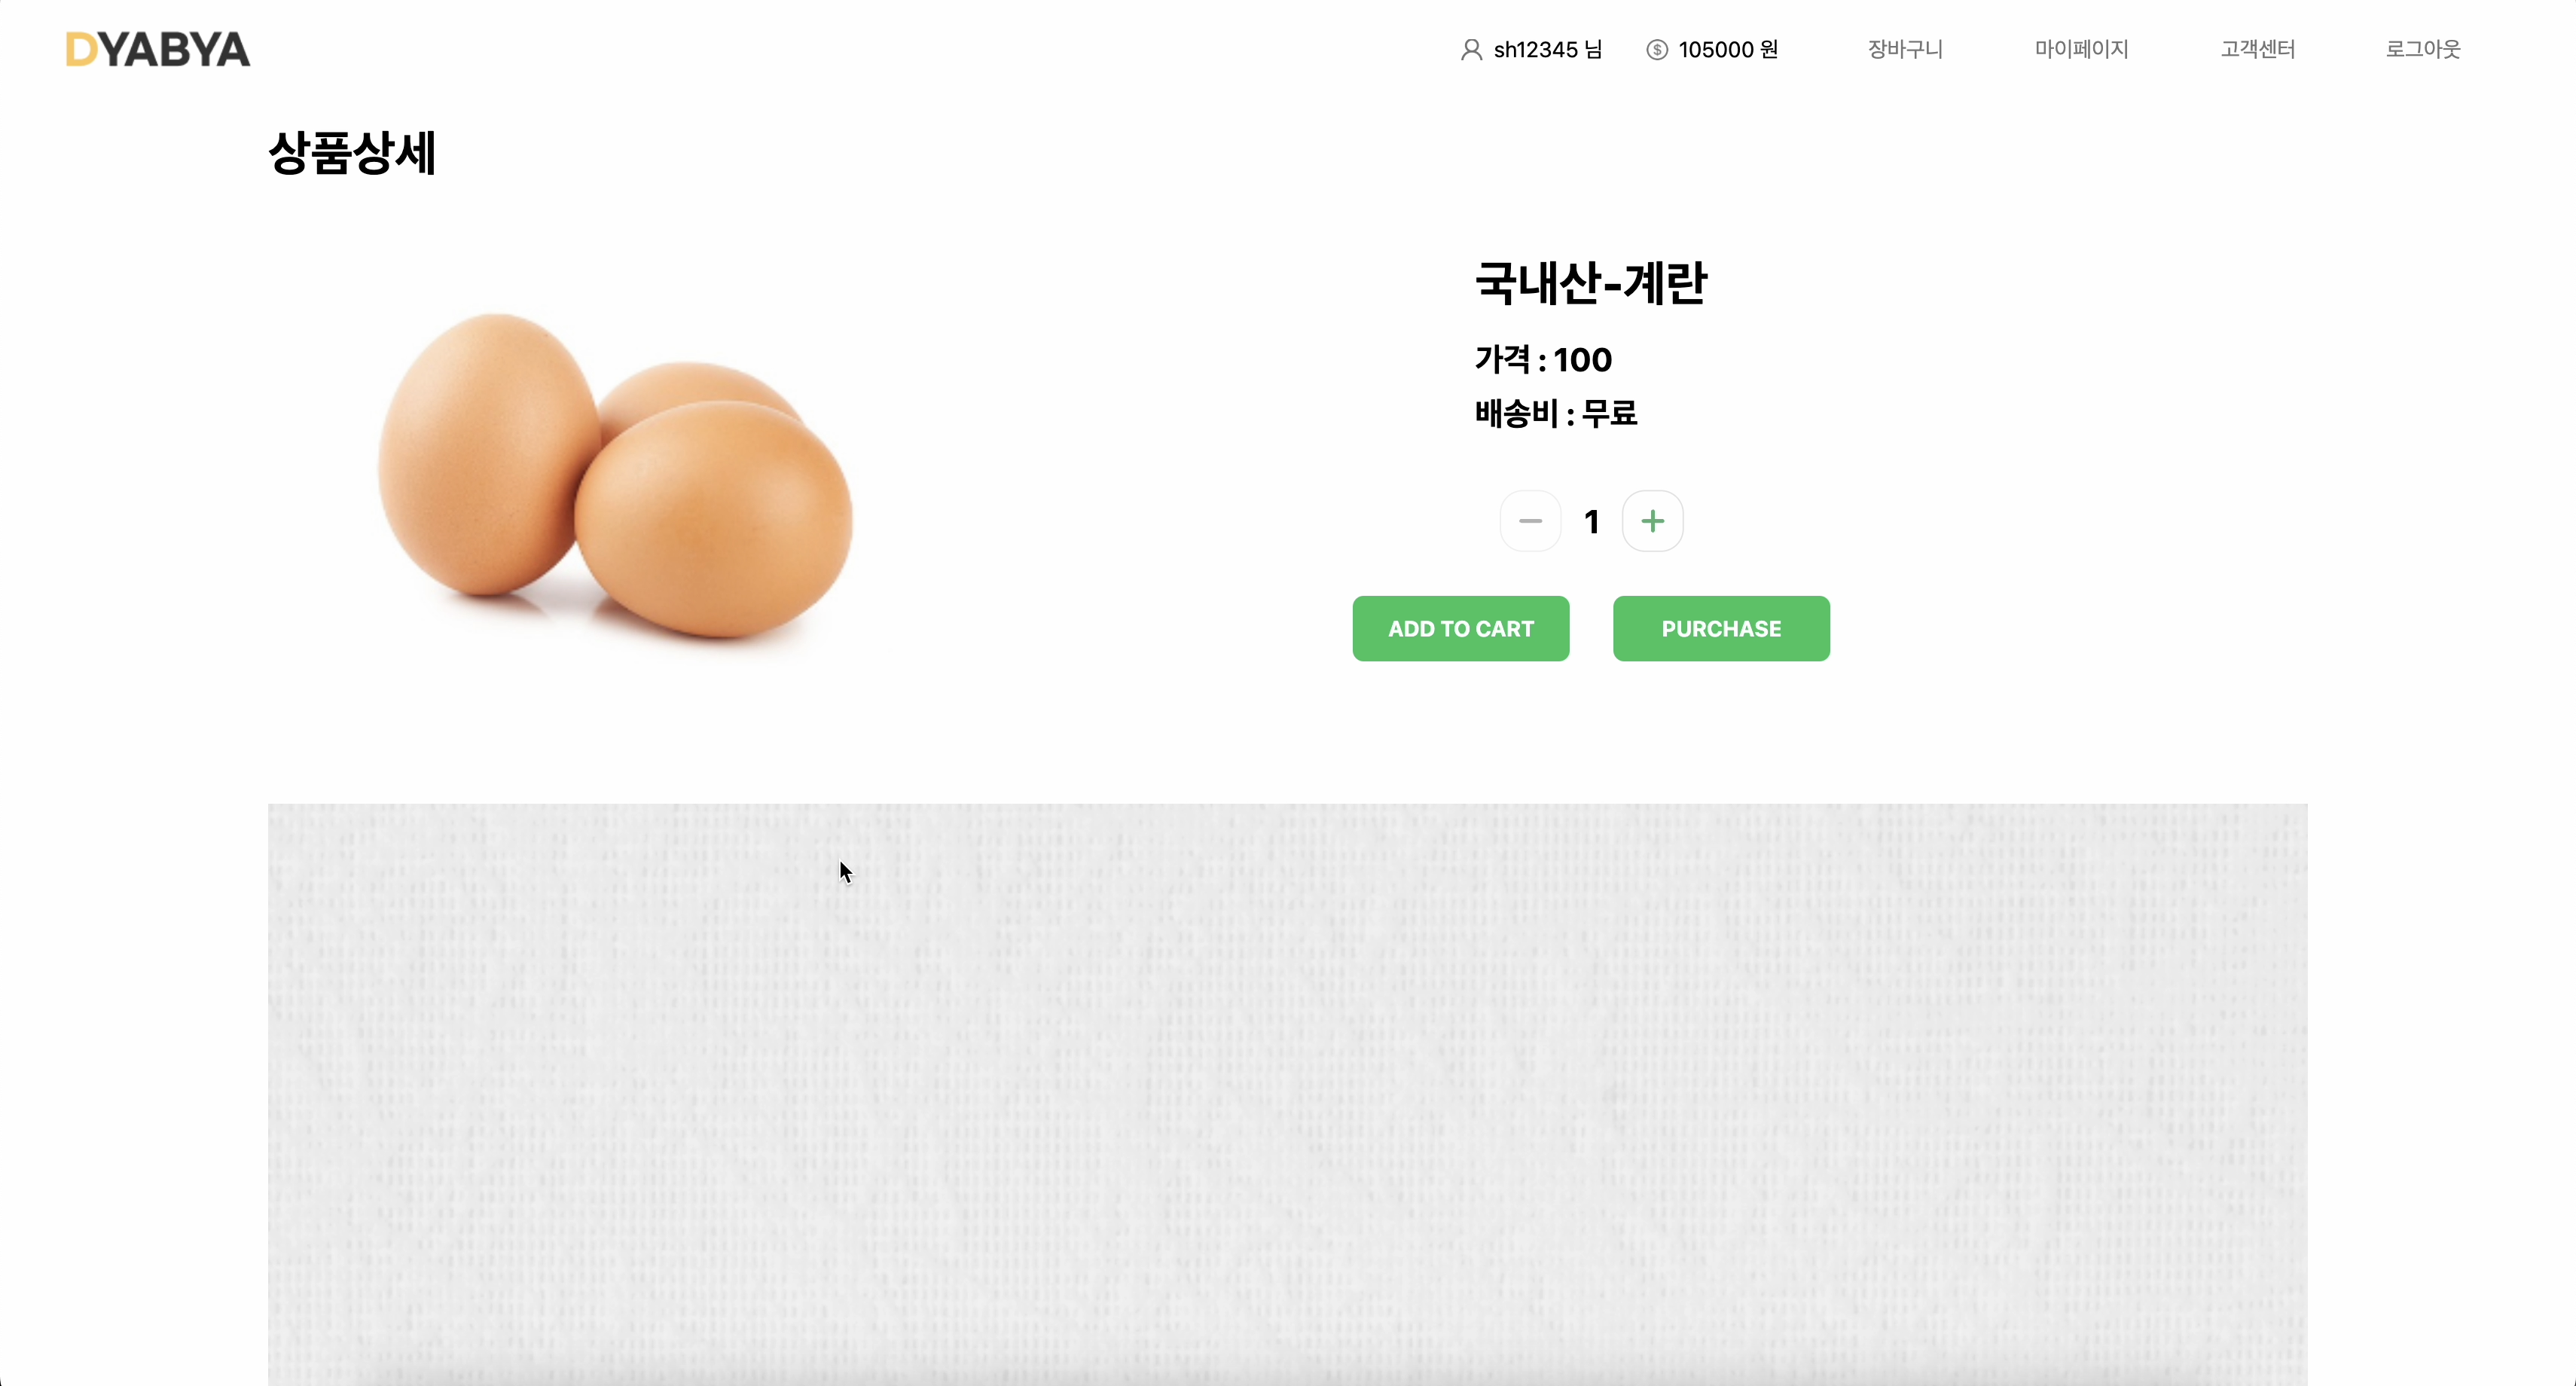 DYABYA
sh12345 님 105000 원 장바구니 마이페이지 고객센터 로그아웃
상품상세
국내산-계란
가격 : 100
배송비 : 무료
1
ADD TO CART PURCHASE